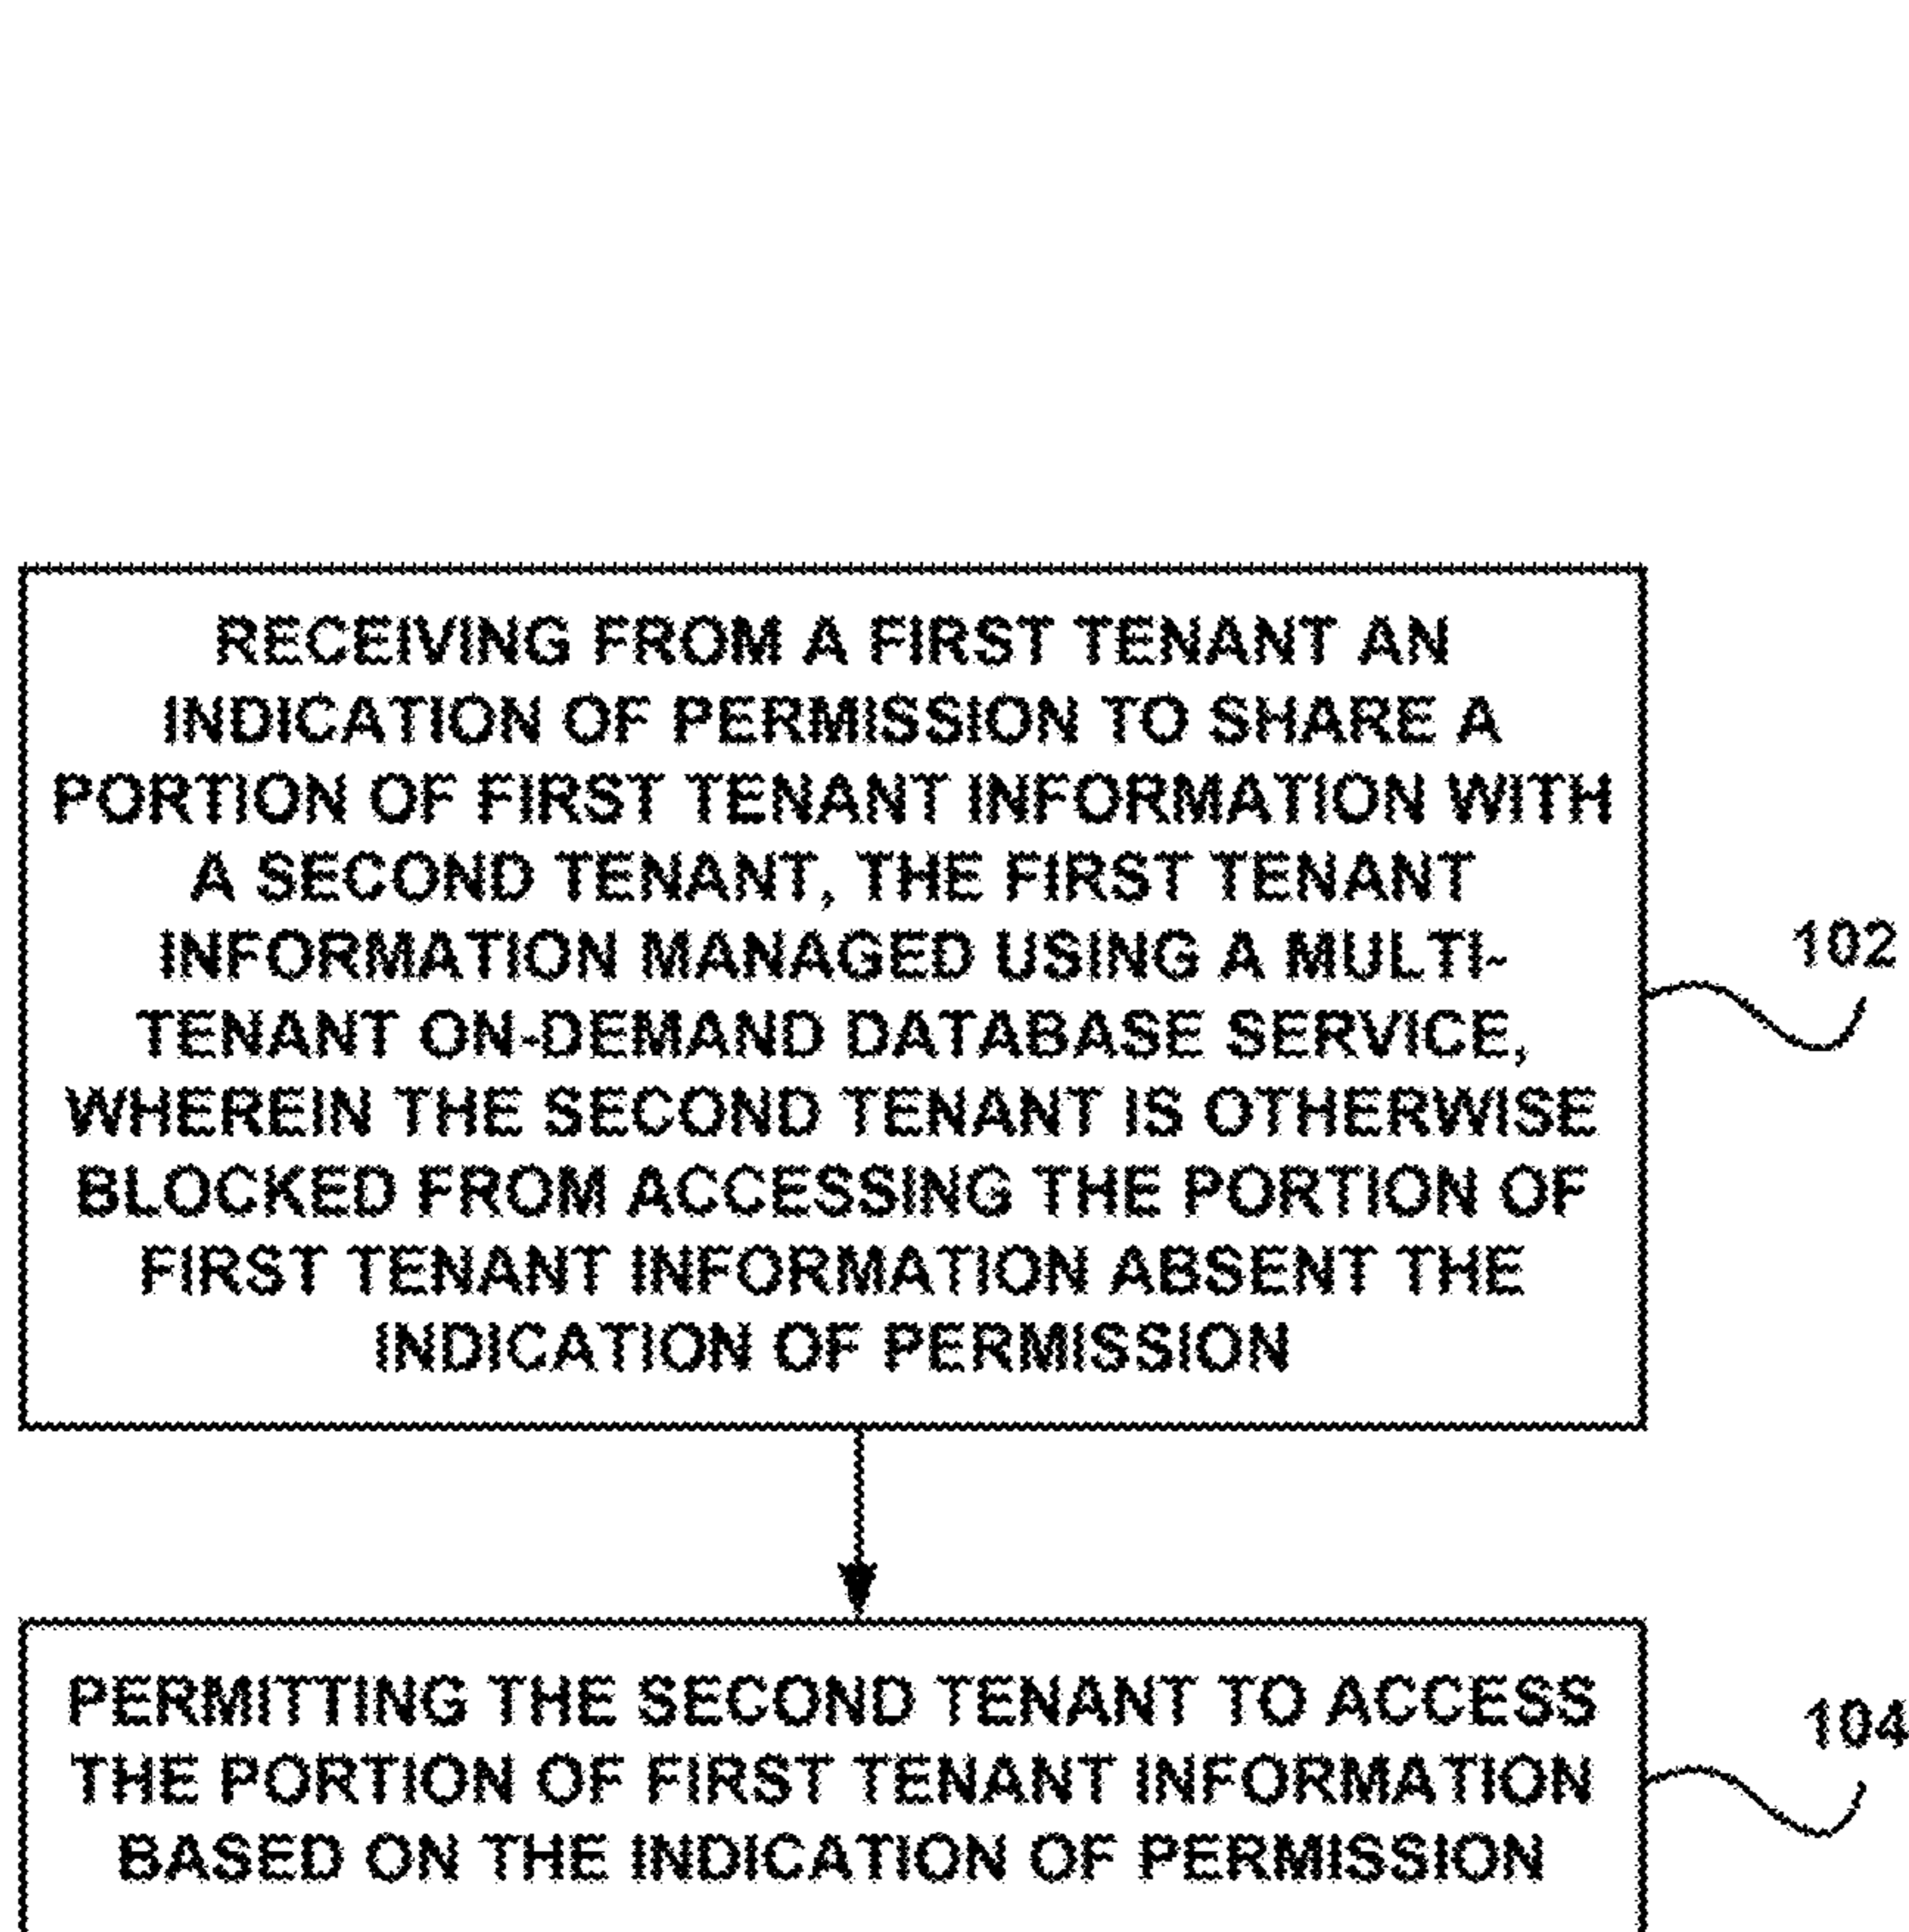 RECEIVING FROM A FIRST TENANT AN
INDICATION OF PERMISSION TO SHARE A
PORTION OF FIRST TENANT INFORMATION WITH
A SECOND TENANT, THE FIRST TENANT
INFORMATION MANAGED USING A MULTI-
TENANT ON-DEMAND DATABASE SERVICE,
WHEREIN THE SECOND TENANT IS OTHERWISE
BLOCKED FROM ACCESSING THE PORTION OF
FIRST TENANT INFORMATION ABSENT THE
INDICATION OF PERMISSION
102
PERMITTING THE SECOND TENANT TO ACCESS
THE PORTION OF FIRST TENANT INFORMATION
BASED ON THE INDICATION OF PERMISSION
104